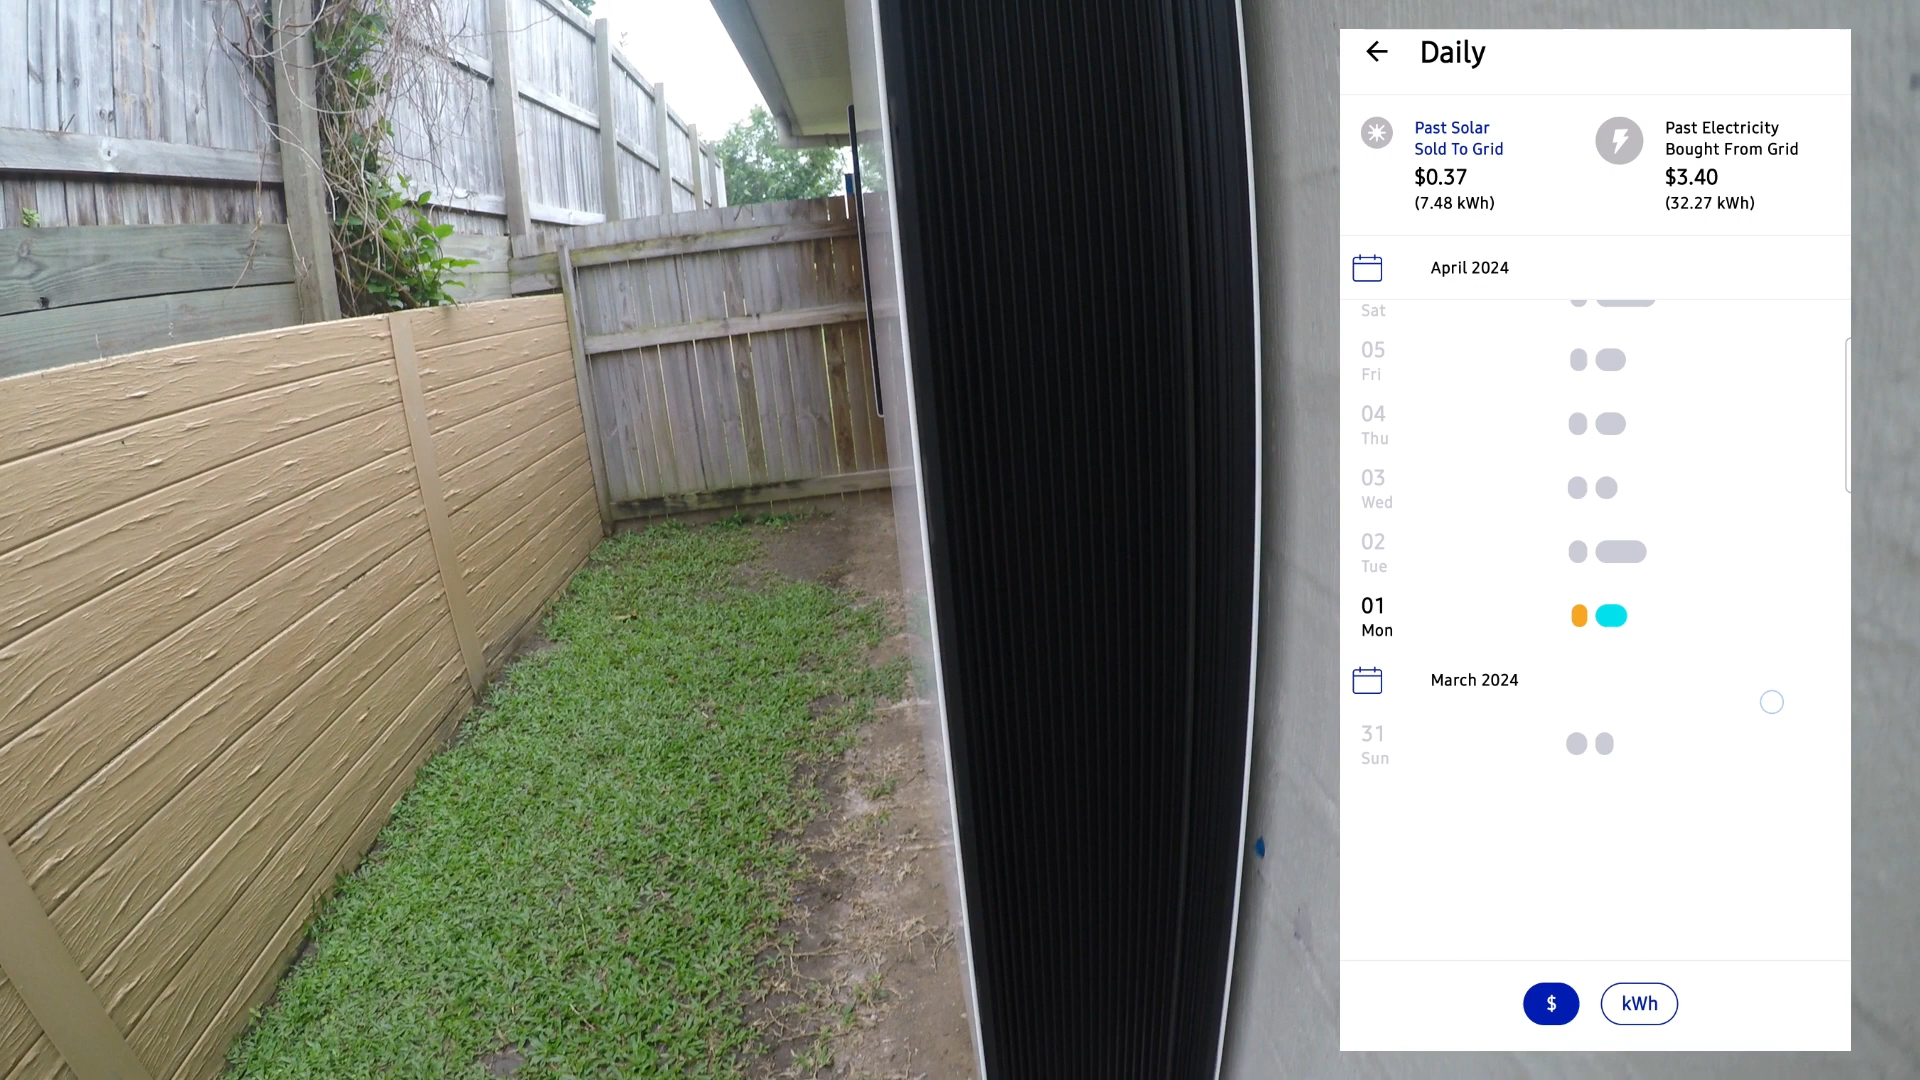 Daily
Past Solar
Sold To Grid
$0.37
(7.48 kWh)
Past Electricity
Bought From Grid
$3.40
(32.27 kWh)
April 2024
Sat
05
Fri
04
Thu
03
Wed
02
Tue
01
Mon
March 2024
31
Sun
$
kWh